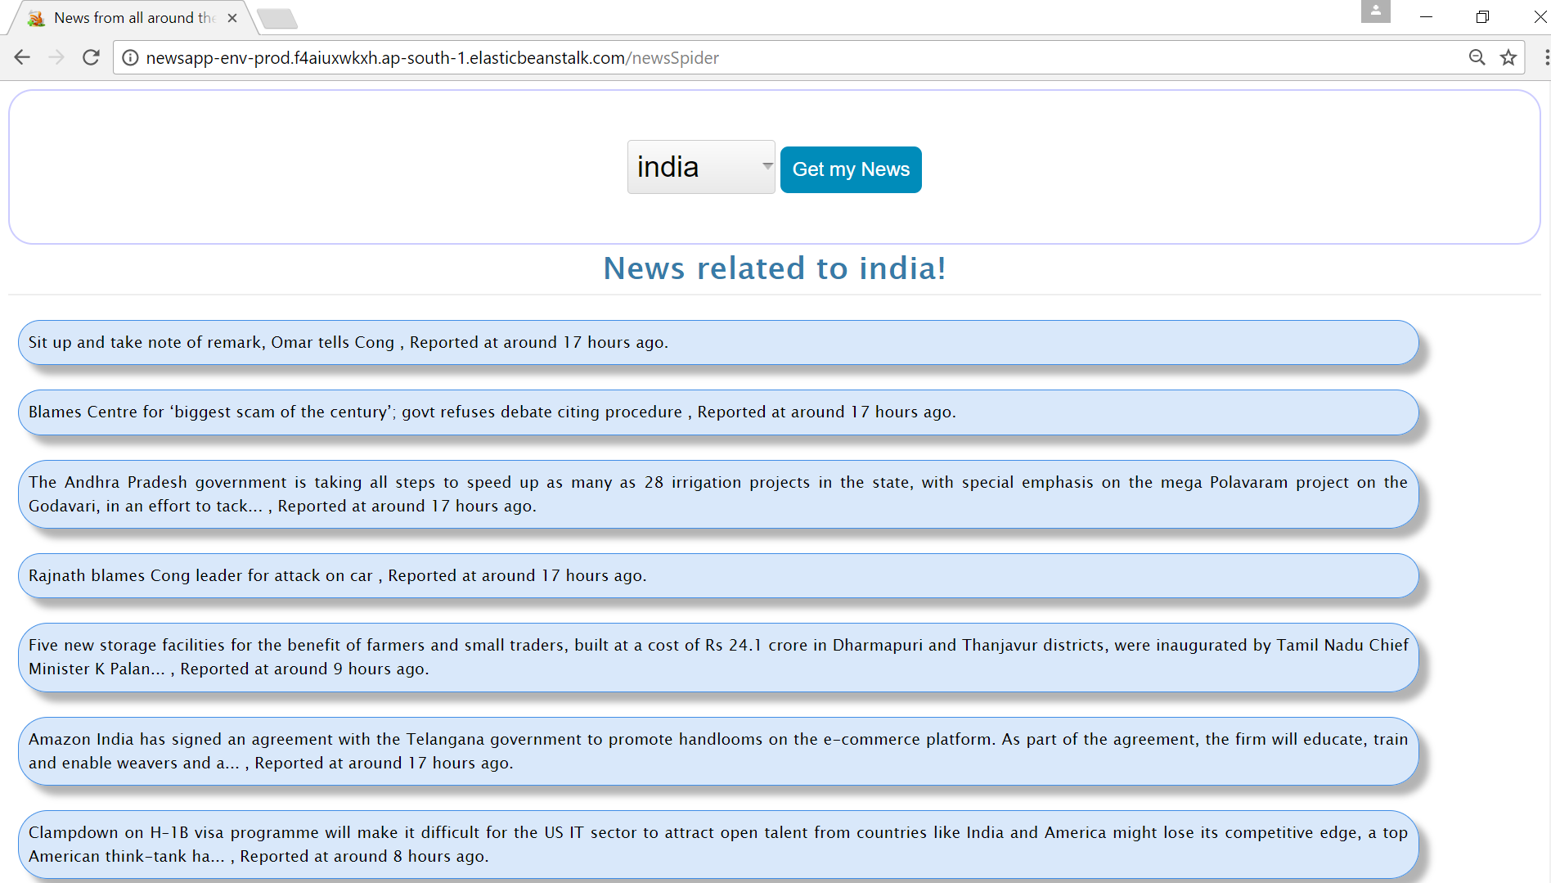 News from all around the
newsapp-env-prod.f4aiuxwkxh.ap-south-1.elasticbeanstalk.com/newsSpider
india
Get my News
News related to india!
Sit up and take note of remark, Omar tells Cong , Reported at around 17 hours ago.
Blames Centre for ‘biggest scam of the century’; govt refuses debate citing procedure , Reported at around 17 hours ago.
The Andhra Pradesh government is taking all steps to speed up as many as 28 irrigation projects in the state, with special emphasis on the mega Polavaram project on the
Godavari, in an effort to tack... , Reported at around 17 hours ago.
Rajnath blames Cong leader for attack on car , Reported at around 17 hours ago.
Five new storage facilities for the benefit of farmers and small traders, built at a cost of Rs 24.1 crore in Dharmapuri and Thanjavur districts, were inaugurated by Tamil Nadu Chief
Minister K Palan... , Reported at around 9 hours ago.
Amazon India has signed an agreement with the Telangana government to promote handlooms on the e-commerce platform. As part of the agreement, the firm will educate, train
and enable weavers and a... , Reported at around 17 hours ago.
Clampdown on H-1B visa programme will make it difficult for the US IT sector to attract open talent from countries like India and America might lose its competitive edge, a top
American think-tank ha... , Reported at around 8 hours ago.